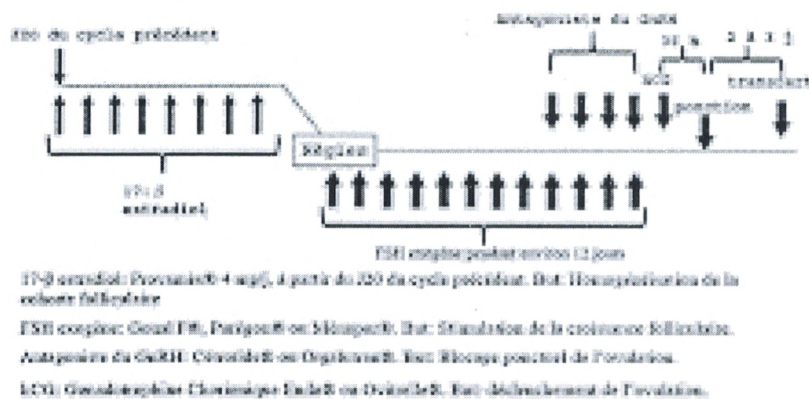 Antagoniste du GnRH
J20 du cycle précédent
HCG
transfert
ponction
Règles
17-β
estradiol
FSH exogène pendant environ 12 jours
17-β estradiol: Provames® 4 mg/j, à partir du J20 du cycle précédent. But: Homogénéisation de la
cohorte folliculaire
FSH exogène: Gonal F®, Puregon® ou Ménopur®. But: Stimulation de la croissance folliculaire.
Antagoniste du GnRH: Cétrotide® ou Orgalutran®. But: Blocage ponctuel de l'ovulation.
HCG: Gonadotrophine Chorionique Endo® ou Ovitrelle®. But: déclenchement de l'ovulation.